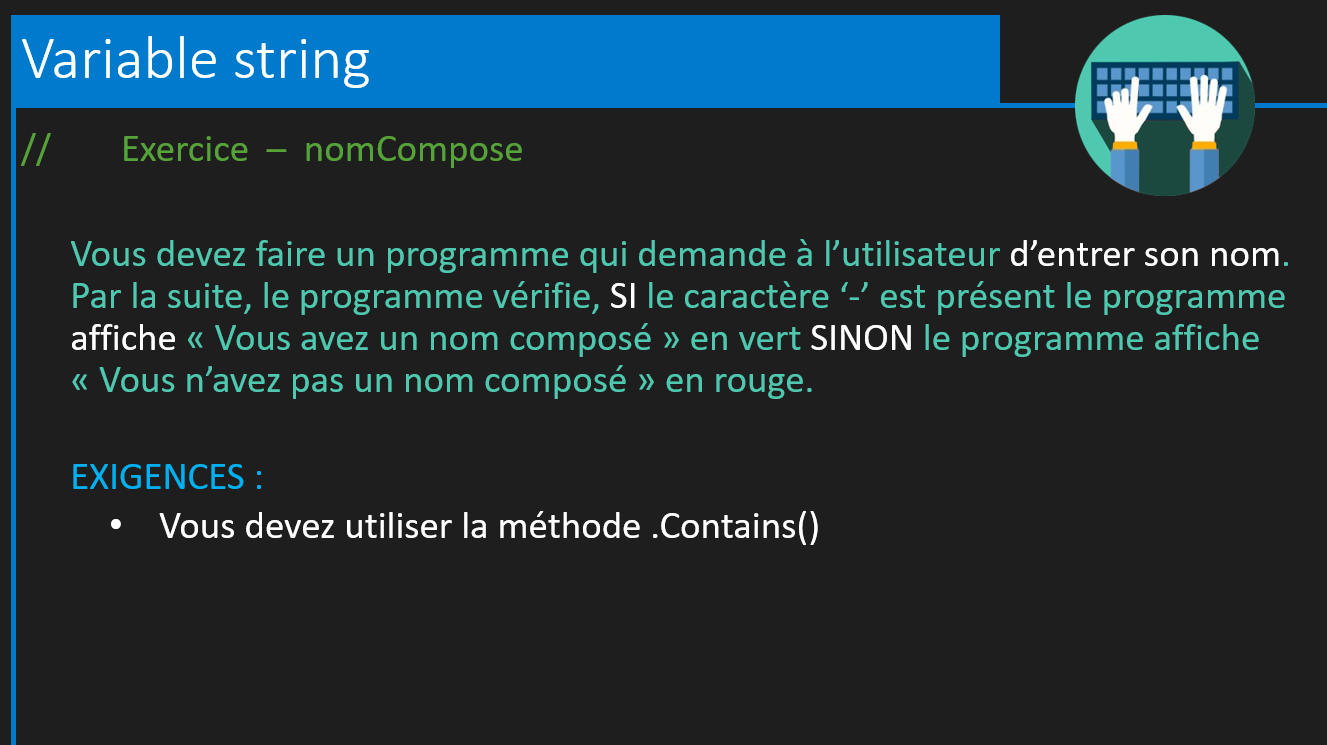 Variable string
// Exercice – nomCompose
Vous devez faire un programme qui demande à l’utilisateur d’entrer son nom.
Par la suite, le programme vérifie, SI le caractère ‘-’ est présent le programme
affiche « Vous avez un nom composé » en vert SINON le programme affiche
« Vous n’avez pas un nom composé » en rouge.
EXIGENCES :
• Vous devez utiliser la méthode .Contains()